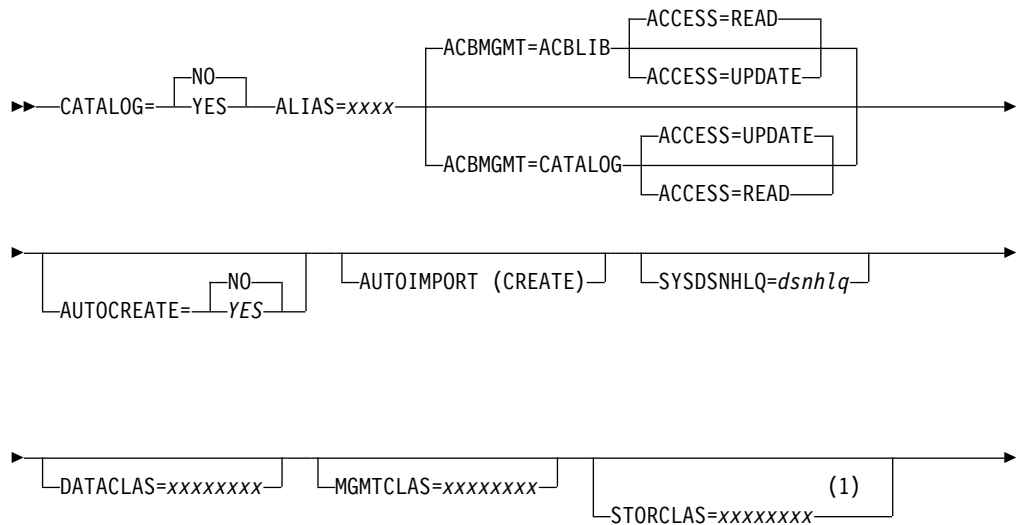 ACCESS=READ
ACBMGMT=ACBLIB
ACCESS=UPDATE
NO
CATALOG= YES ALIAS=xxxx
ACCESS=UPDATE
ACBMGMT=CATALOG
ACCESS=READ
AUTOIMPORT (CREATE) SYSDSNHLQ=dsnhlq
NO
AUTOCREATE= YES
DATACLAS=xxxxxxxx MGMTCLAS=xxxxxxxx (1)
STORCLAS=xxxxxxxx